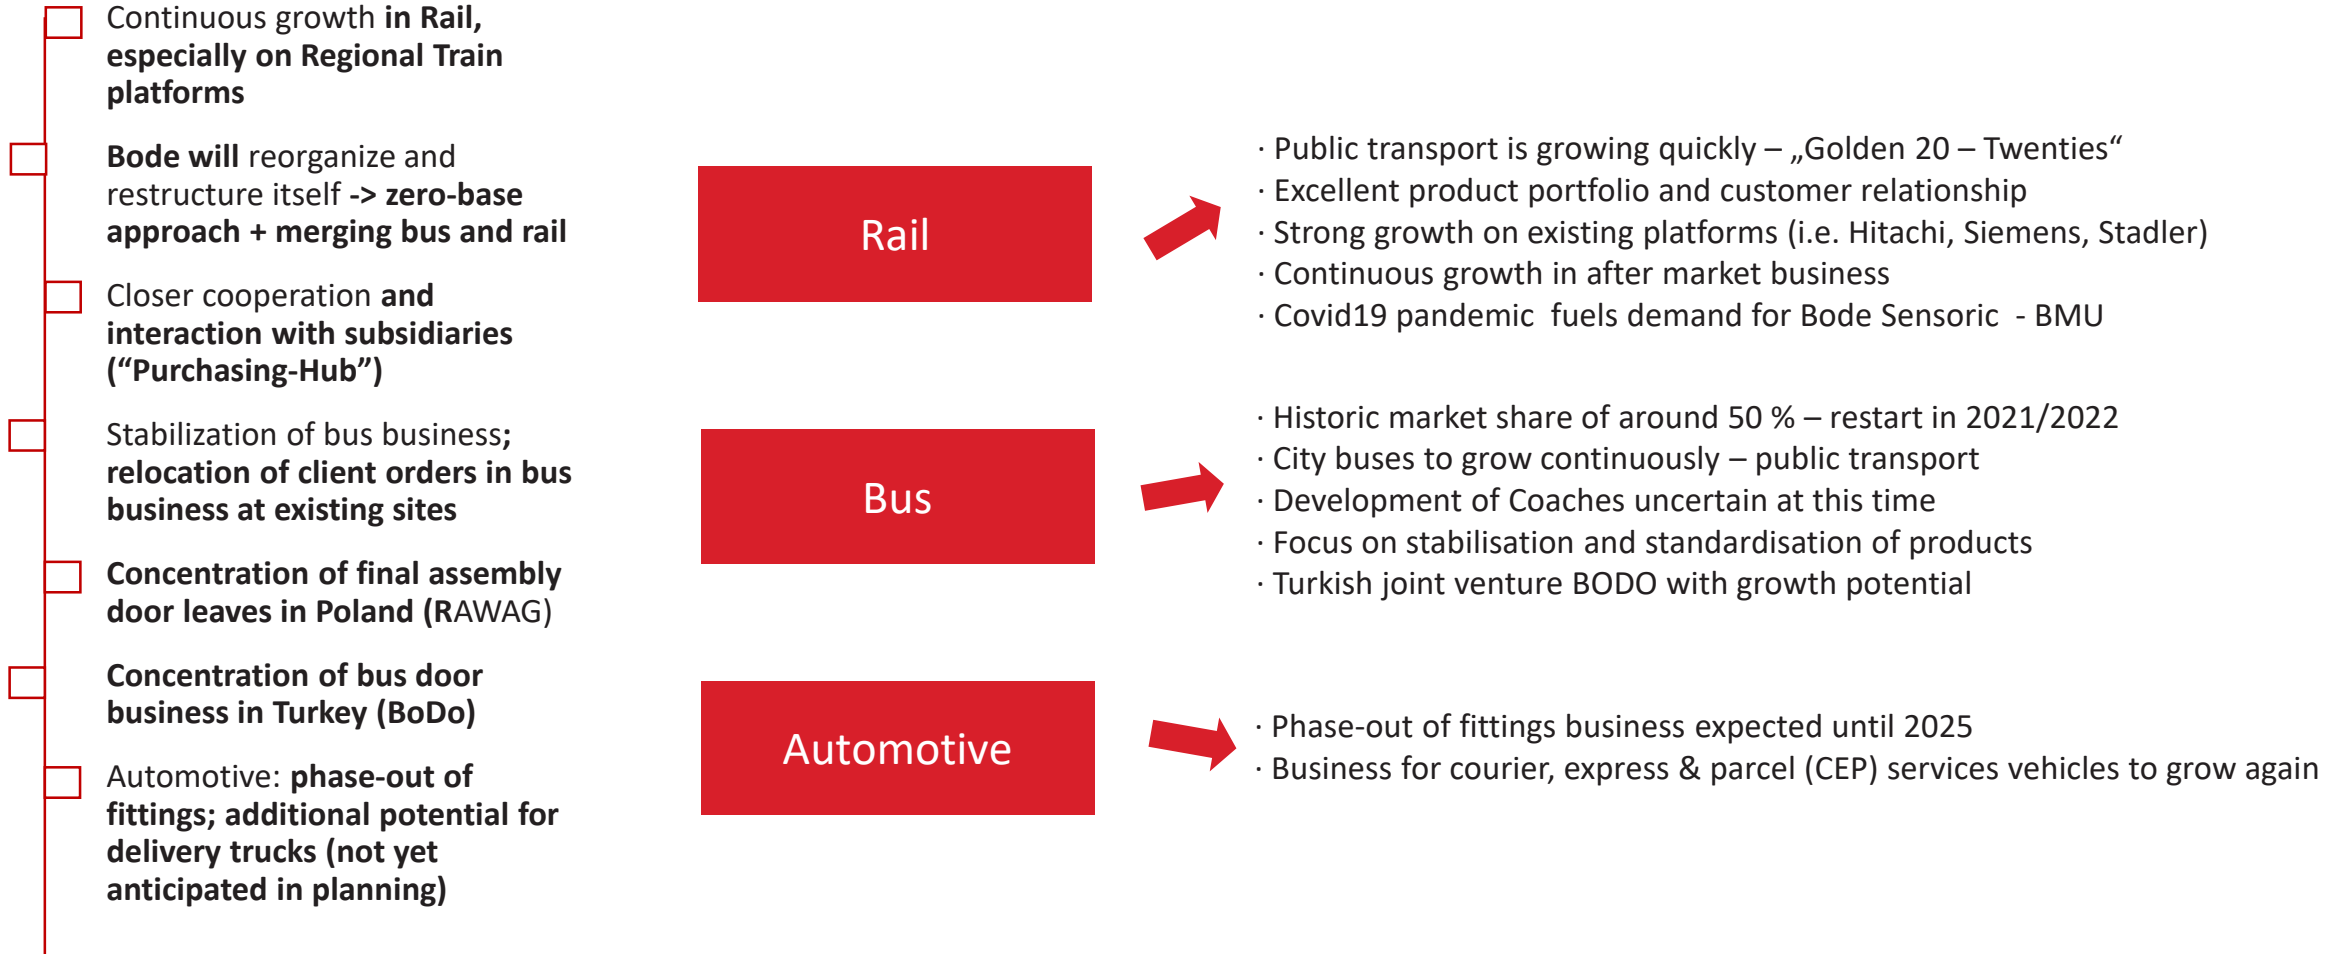 Continuous growth in Rail,
especially on Regional Train
platforms
Bode will reorganize and
restructure itself -> zero-base
approach + merging bus and rail
Closer cooperation and
interaction with subsidiaries
(“Purchasing-Hub”)
Stabilization of bus business;
relocation of client orders in bus
business at existing sites
Concentration of final assembly
door leaves in Poland (RAWAG)
Concentration of bus door
business in Turkey (BoDo)
Automotive: phase-out of
fittings; additional potential for
delivery trucks (not yet
anticipated in planning)
Rail
· Public transport is growing quickly – „Golden 20 – Twenties“
· Excellent product portfolio and customer relationship
· Strong growth on existing platforms (i.e. Hitachi, Siemens, Stadler)
· Continuous growth in after market business
· Covid19 pandemic  fuels demand for Bode Sensoric  - BMU
Bus
· Historic market share of around 50 % – restart in 2021/2022
· City buses to grow continuously – public transport
· Development of Coaches uncertain at this time
· Focus on stabilisation and standardisation of products
· Turkish joint venture BODO with growth potential
Automotive
· Phase-out of fittings business expected until 2025
· Business for courier, express & parcel (CEP) services vehicles to grow again